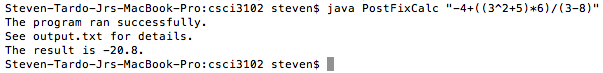 Steven-Tardo-Jrs-MacBook-Pro:csci3102 steven$ java PostFixCalc "-4+((3^2+5)*6)/(3-8)"
The program ran successfully.
See output.txt for details.
The result is -20.8.
Steven-Tardo-Jrs-MacBook-Pro:csci3102 steven$